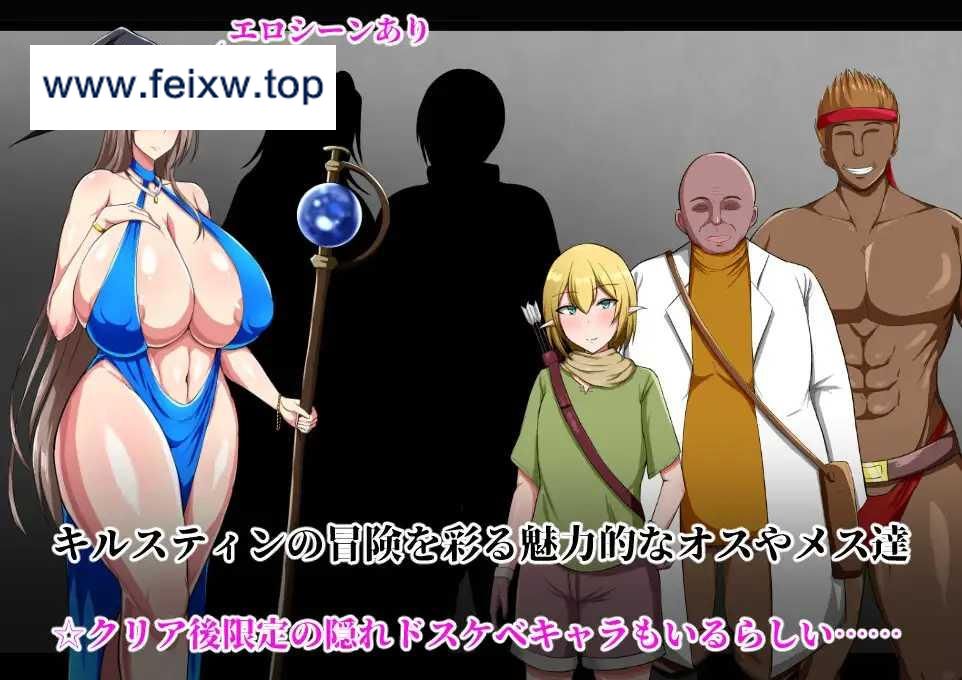 エロシーンあり
www.feixw.top
キルスティンの冒険を彩る魅力的なオスやメス達
☆クリア後限定の隠れドスケベキャラもいるらしい……